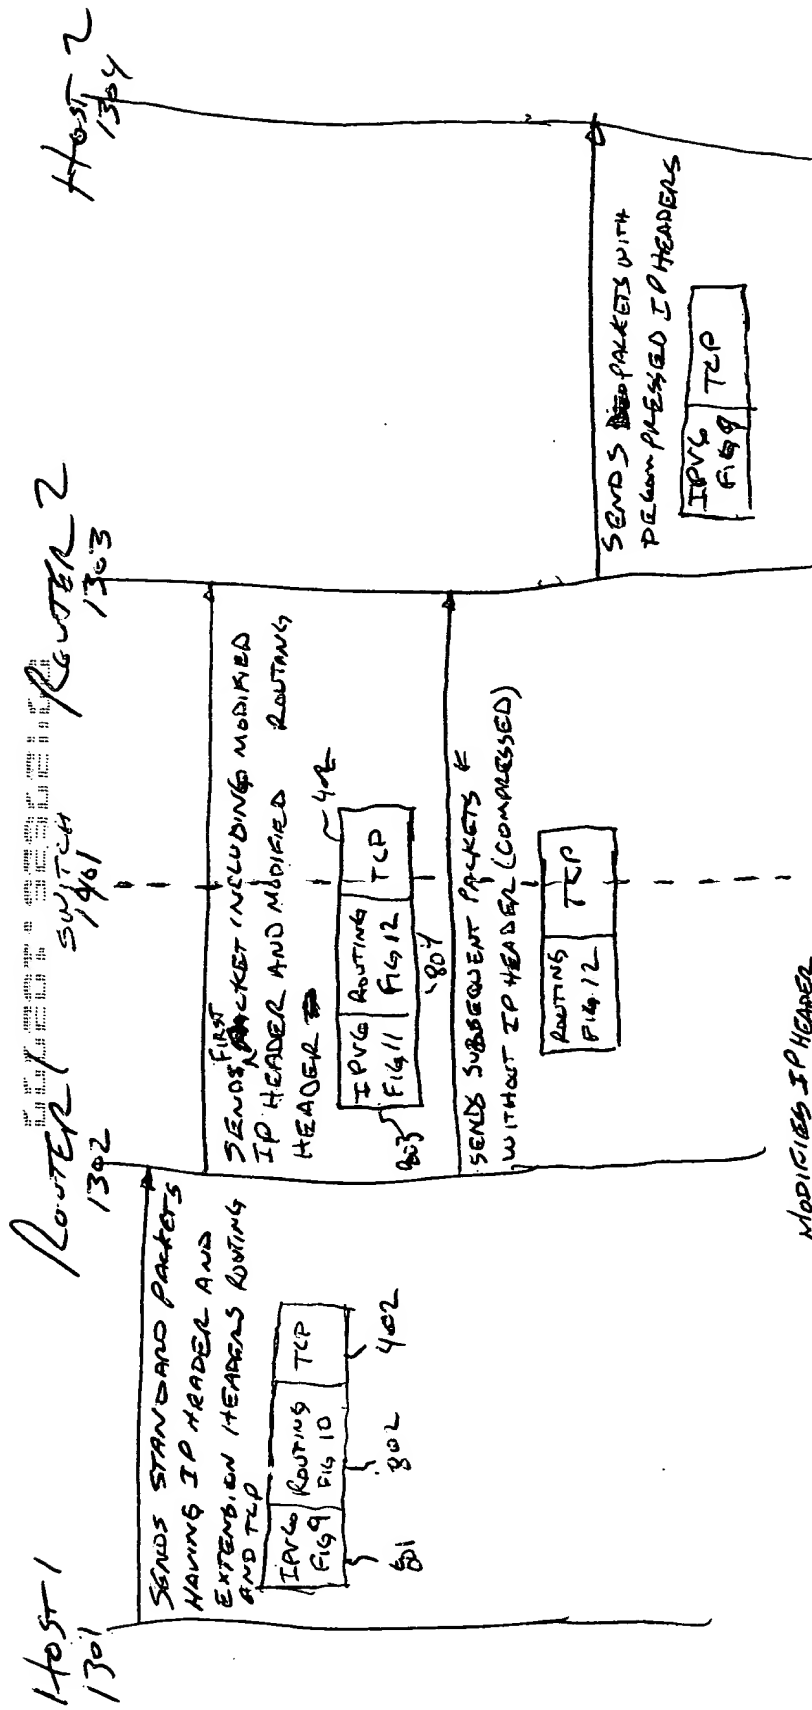 Host 1
1301
Router 1
1302
SWITCH
1401
Router 2
1303
Host 2
1304
SENDS STANDARD PACKETS
HAVING IP HEADER AND
EXTENSION HEADERS ROUTING
AND TCP
IPV6 ROUTING TCP
FIG 9 FIG 10
801 802 402
SENDS FIRST PACKET INCLUDING MODIFIED
IP HEADER AND MODIFIED ROUTING
HEADER
IPV6 ROUTING TCP
FIG 11 FIG 12
803 804 402
SENDS SUBSEQUENT PACKETS
WITHOUT IP HEADER (COMPRESSED)
ROUTING TCP
FIG. 12
SENDS PACKETS WITH
DECOMPRESSED IP HEADERS
IPV6 TCP
FIG 9
MODIFIES IP HEADER